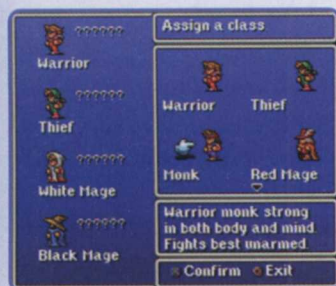 ??????
Warrior
??????
Thief
??????
White Mage
??????
Black Mage
Assign a class
Warrior Thief
Monk Red Mage
Warrior monk strong
in both body and mind.
Fights best unarmed.
Confirm Exit